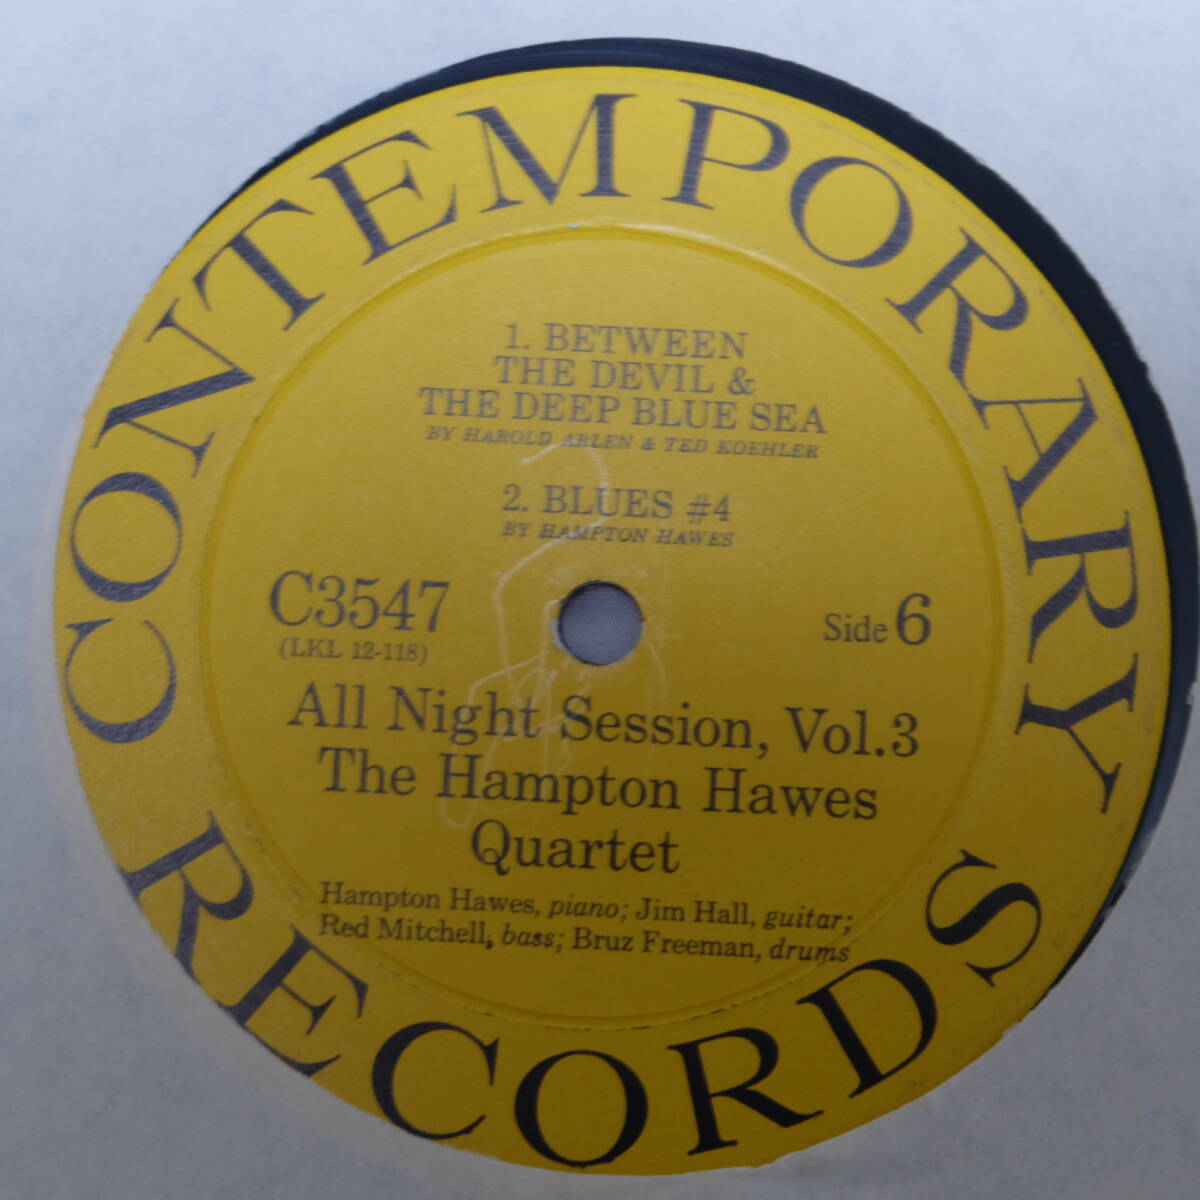 CONTEMPORARY
RECORDS
1. BETWEEN
THE DEVIL &
THE DEEP BLUE SEA
BY HAROLD ARLEN & TED KOEHLER
2. BLUES #4
BY HAMPTON HAWES
C3547
Side 6
(LKL 12-118)
All Night Session, Vol.3
The Hampton Hawes
Quartet
Hampton Hawes, piano; Jim Hall, guitar;
Red Mitchell, bass; Bruz Freeman, drums